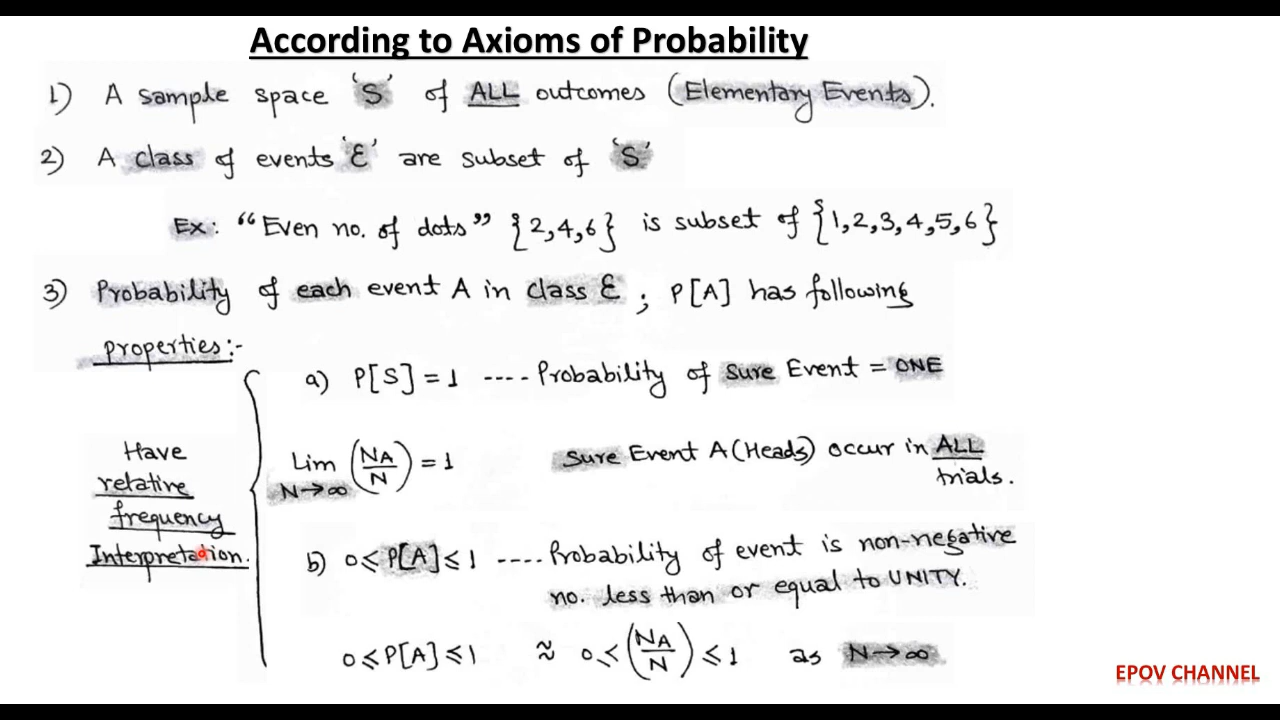 According to Axioms of Probability
1) A sample space 'S' of ALL outcomes (Elementary Events).
2) A class of events 'ℰ' are subset of 'S'
Ex: "Even no. of dots" {2,4,6} is subset of {1,2,3,4,5,6}
3) Probability of each event A in class ℰ ; P[A] has following
properties:-
a) P[S] = 1 ---- Probability of Sure Event = ONE
Have relative frequency Interpretation.
Lim N→∞ (NA/N) = 1 Sure Event A (Heads) occur in ALL trials.
b) 0 ≤ P[A] ≤ 1 ---- Probability of event is non-negative
no. less than or equal to UNITY.
0 ≤ P[A] ≤ 1 ≈ 0 ≤ (NA/N) ≤ 1 as N→∞
EPOV CHANNEL